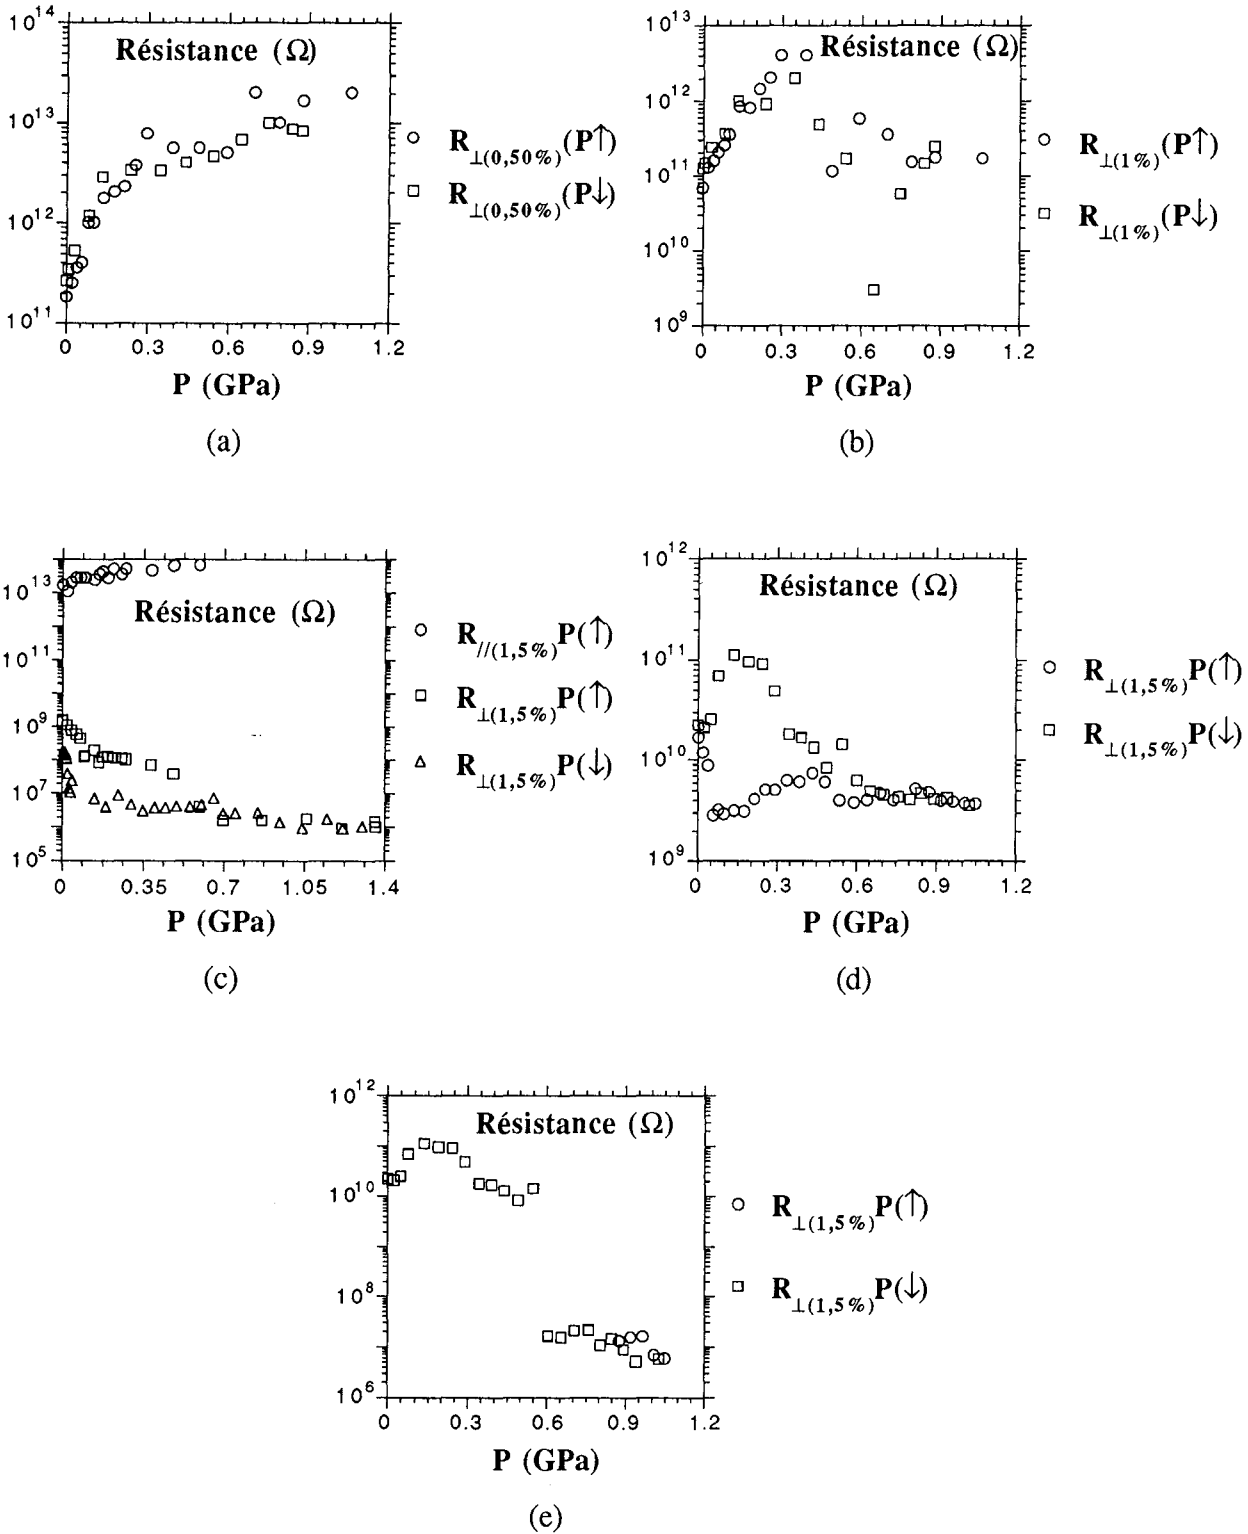 10^14
Résistance (Ω)
10^13
10^12
10^11
0 0.3 0.6 0.9 1.2
P (GPa)
(a)
R⊥(0,50%)(P↑)
R⊥(0,50%)(P↓)
10^13
Résistance (Ω)
10^12
10^11
10^10
10^9
0 0.3 0.6 0.9 1.2
P (GPa)
(b)
R⊥(1%)(P↑)
R⊥(1%)(P↓)
10^13
Résistance (Ω)
10^11
10^9
10^7
10^5
0 0.35 0.7 1.05 1.4
P (GPa)
(c)
R//(1,5%)P(↑)
R⊥(1,5%)P(↑)
R⊥(1,5%)P(↓)
10^12
Résistance (Ω)
10^11
10^10
10^9
0 0.3 0.6 0.9 1.2
P (GPa)
(d)
R⊥(1,5%)P(↑)
R⊥(1,5%)P(↓)
10^12
Résistance (Ω)
10^10
10^8
10^6
0 0.3 0.6 0.9 1.2
P (GPa)
(e)
R⊥(1,5%)P(↑)
R⊥(1,5%)P(↓)